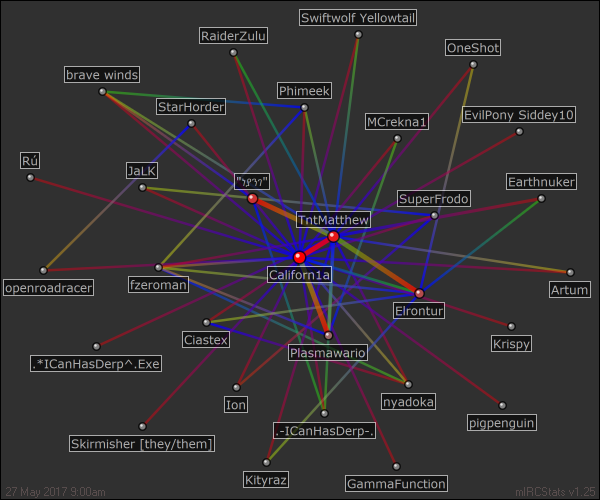 Swiftwolf Yellowtail
RaiderZulu
OneShot
brave winds
Phimeek
StarHorder
EvilPony Siddey10
MCrekna1
Rú
JaLK
Earthnuker
SuperFrodo
TntMatthew
Californ1a
openroadracer
fzeroman
Artum
Elrontur
Ciastex
Krispy
Plasmawario
.*ICanHasDerp^.Exe
Ion
nyadoka
pigpenguin
.-ICanHasDerp-.
Skirmisher [they/them]
Kityraz
GammaFunction
27 May 2017 9:00am
mIRCStats v1.25